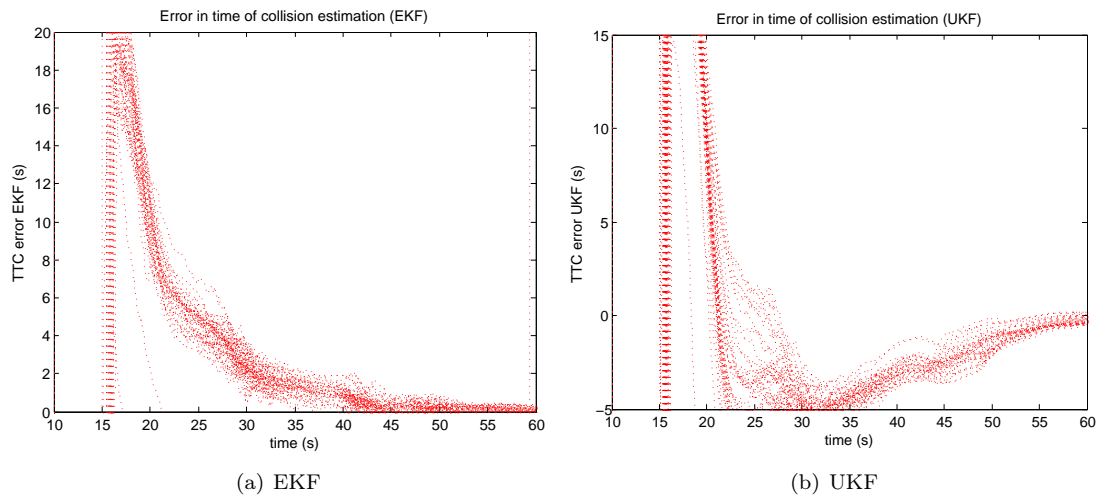 Error in time of collision estimation (EKF)
20
18
16
14
12
10
8
6
4
2
0
TTC error EKF (s)
10 15 20 25 30 35 40 45 50 55 60
time (s)
(a) EKF
Error in time of collision estimation (UKF)
15
10
5
0
−5
TTC error UKF (s)
10 15 20 25 30 35 40 45 50 55 60
time (s)
(b) UKF